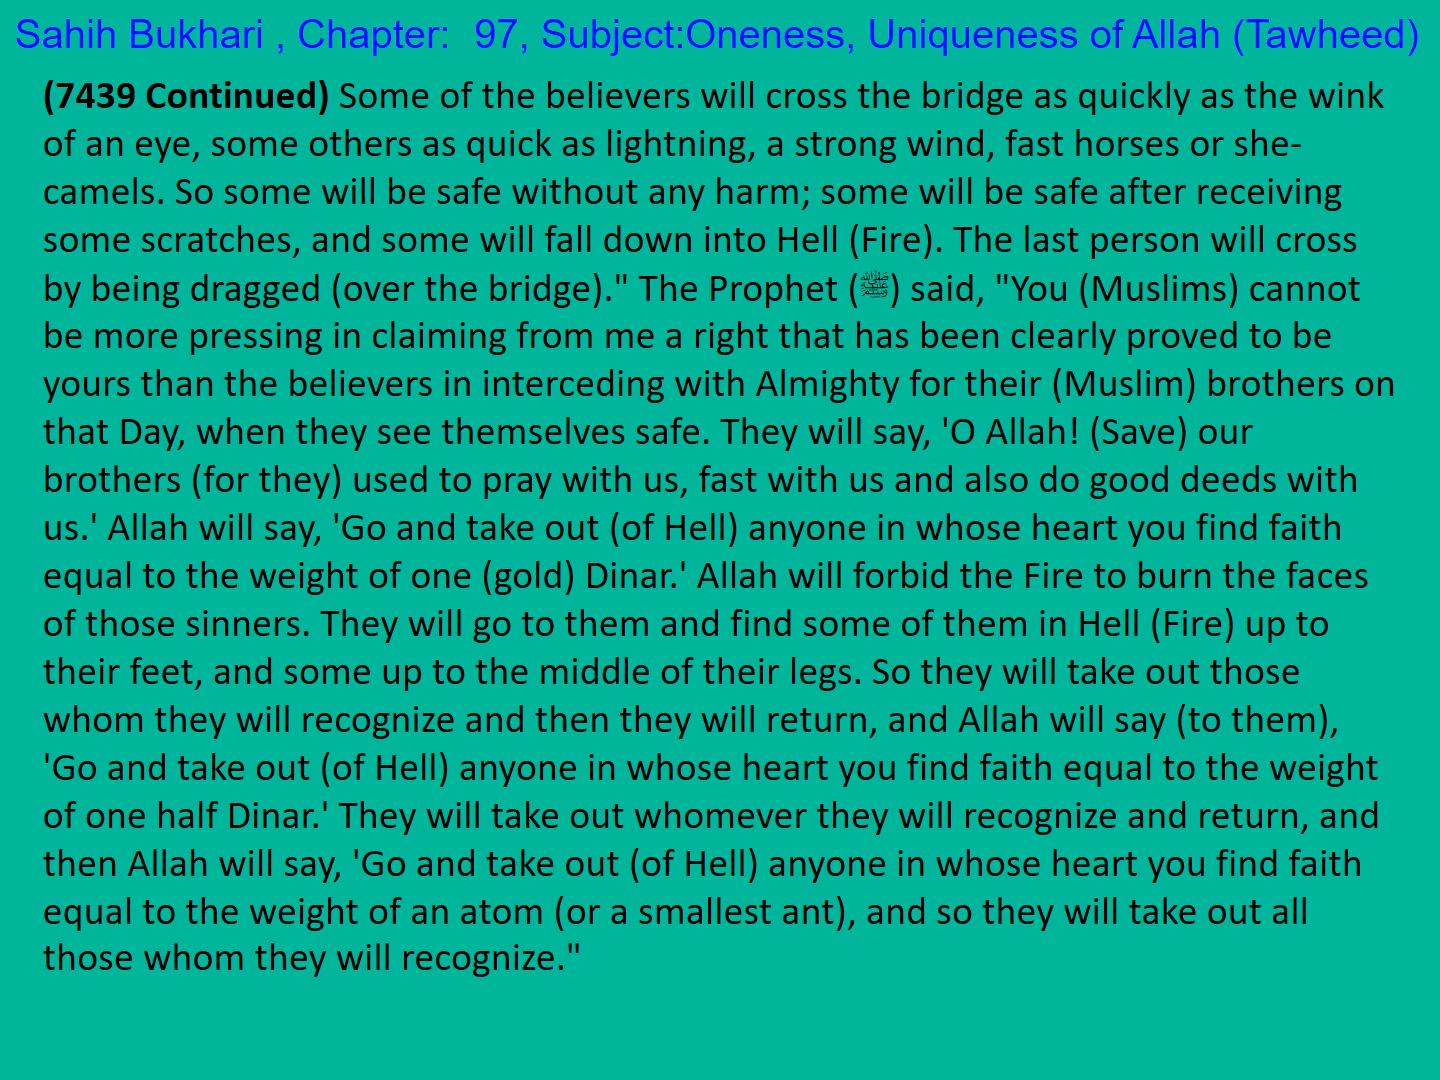 Sahih Bukhari , Chapter:  97, Subject:Oneness, Uniqueness of Allah (Tawheed)
(7439 Continued) Some of the believers will cross the bridge as quickly as the wink
of an eye, some others as quick as lightning, a strong wind, fast horses or she-
camels. So some will be safe without any harm; some will be safe after receiving
some scratches, and some will fall down into Hell (Fire). The last person will cross
by being dragged (over the bridge)." The Prophet (ﷺ) said, "You (Muslims) cannot
be more pressing in claiming from me a right that has been clearly proved to be
yours than the believers in interceding with Almighty for their (Muslim) brothers on
that Day, when they see themselves safe. They will say, 'O Allah! (Save) our
brothers (for they) used to pray with us, fast with us and also do good deeds with
us.' Allah will say, 'Go and take out (of Hell) anyone in whose heart you find faith
equal to the weight of one (gold) Dinar.' Allah will forbid the Fire to burn the faces
of those sinners. They will go to them and find some of them in Hell (Fire) up to
their feet, and some up to the middle of their legs. So they will take out those
whom they will recognize and then they will return, and Allah will say (to them),
'Go and take out (of Hell) anyone in whose heart you find faith equal to the weight
of one half Dinar.' They will take out whomever they will recognize and return, and
then Allah will say, 'Go and take out (of Hell) anyone in whose heart you find faith
equal to the weight of an atom (or a smallest ant), and so they will take out all
those whom they will recognize."